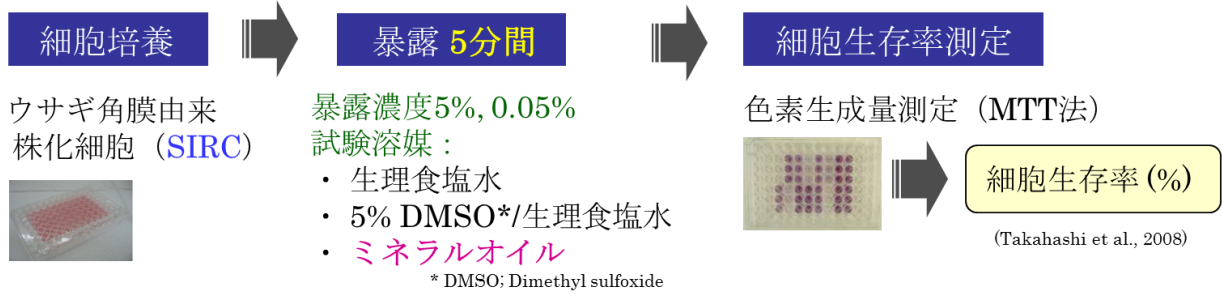 細胞培養
ウサギ角膜由来
株化細胞（SIRC）
暴露 5分間
暴露濃度5%, 0.05%
試験溶媒：
・ 生理食塩水
・ 5% DMSO*/生理食塩水
・ ミネラルオイル
* DMSO; Dimethyl sulfoxide
細胞生存率測定
色素生成量測定（MTT法）
細胞生存率 (%)
(Takahashi et al., 2008)